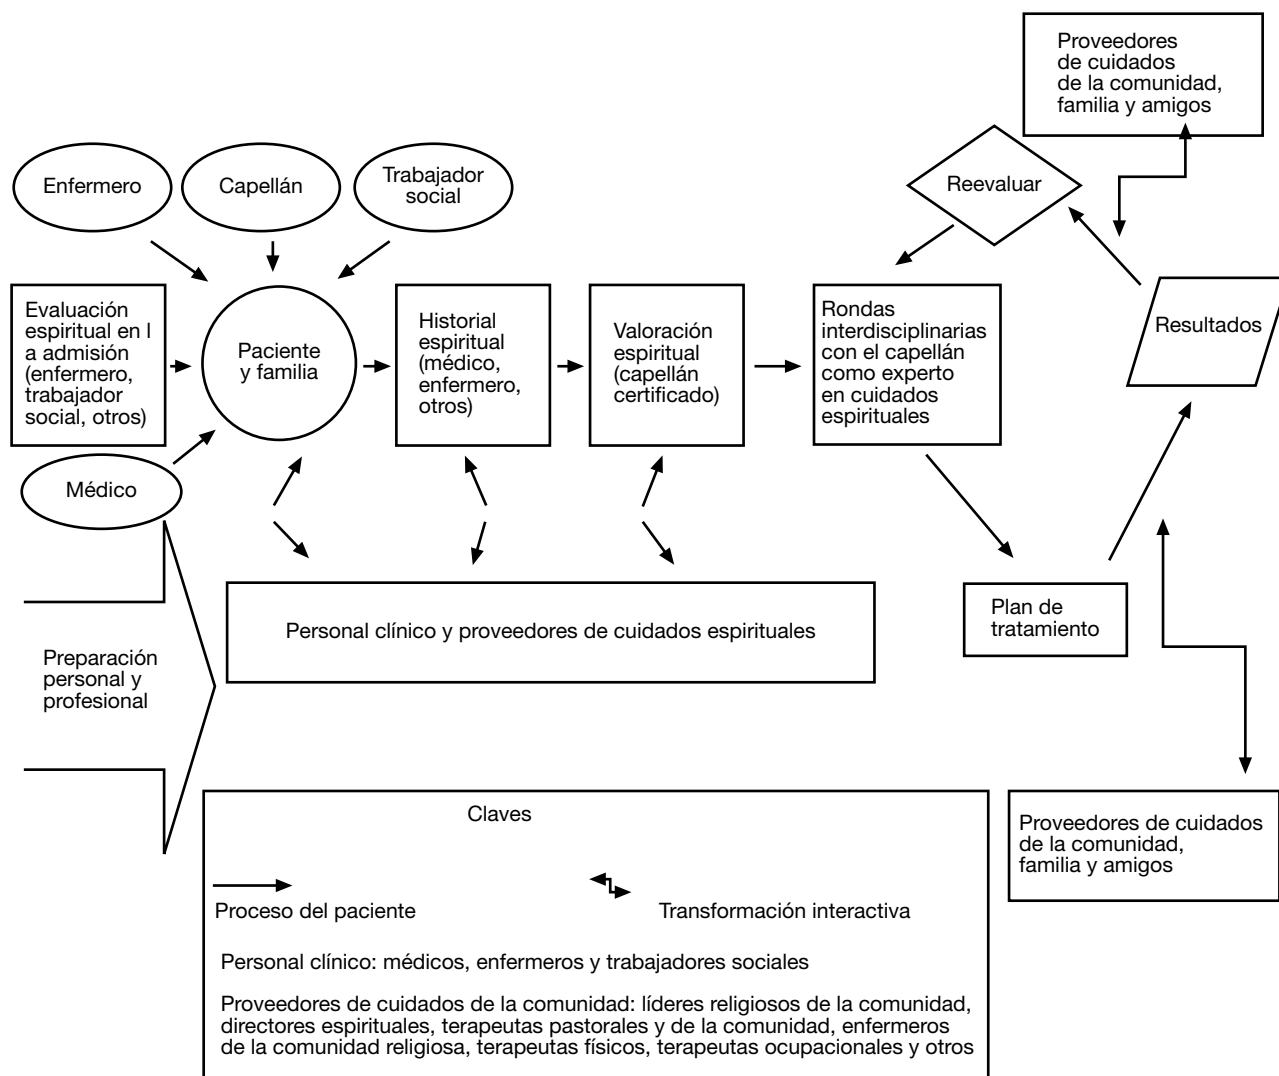 Proveedores
de cuidados
de la comunidad,
familia y amigos
Enfermero
Capellán
Trabajador
social
Reevaluar
Evaluación
espiritual en l
a admisión
(enfermero,
trabajador
social, otros)
Paciente
y familia
Historial
espiritual
(médico,
enfermero,
otros)
Valoración
espiritual
(capellán
certificado)
Rondas
interdisciplinarias
con el capellán
como experto
en cuidados
espirituales
Resultados
Médico
Personal clínico y proveedores de cuidados espirituales
Plan de
tratamiento
Preparación
personal y
profesional
Claves
Proceso del paciente
Transformación interactiva
Personal clínico: médicos, enfermeros y trabajadores sociales
Proveedores de cuidados de la comunidad: líderes religiosos de la comunidad,
directores espirituales, terapeutas pastorales y de la comunidad, enfermeros
de la comunidad religiosa, terapeutas físicos, terapeutas ocupacionales y otros
Proveedores de cuidados
de la comunidad,
familia y amigos